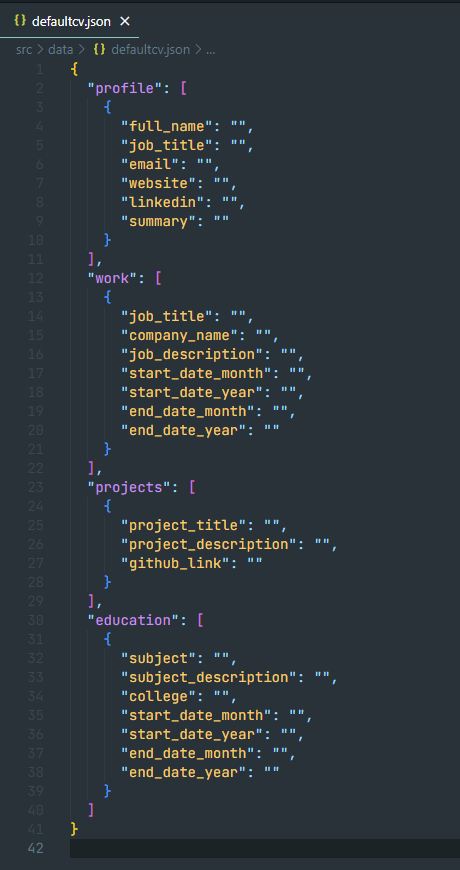 {} defaultcv.json ×
src > data > {} defaultcv.json > ...
1 {
2 "profile": [
3 {
4 "full_name": "",
5 "job_title": "",
6 "email": "",
7 "website": "",
8 "linkedin": "",
9 "summary": ""
10 }
11 ],
12 "work": [
13 {
14 "job_title": "",
15 "company_name": "",
16 "job_description": "",
17 "start_date_month": "",
18 "start_date_year": "",
19 "end_date_month": "",
20 "end_date_year": ""
21 }
22 ],
23 "projects": [
24 {
25 "project_title": "",
26 "project_description": "",
27 "github_link": ""
28 }
29 ],
30 "education": [
31 {
32 "subject": "",
33 "subject_description": "",
34 "college": "",
35 "start_date_month": "",
36 "start_date_year": "",
37 "end_date_month": "",
38 "end_date_year": ""
39 }
40 ]
41 }
42